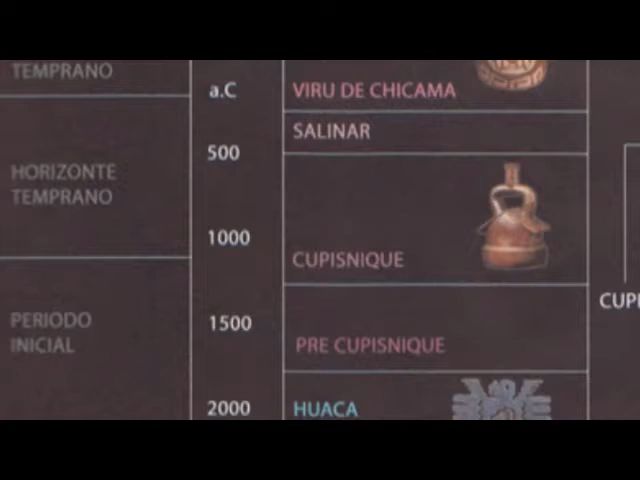 TEMPRANO
a.C
VIRU DE CHICAMA
SALINAR
500
HORIZONTE
TEMPRANO
1000
CUPISNIQUE
CUPI
PERIODO
INICIAL
1500
PRE CUPISNIQUE
2000
HUACA